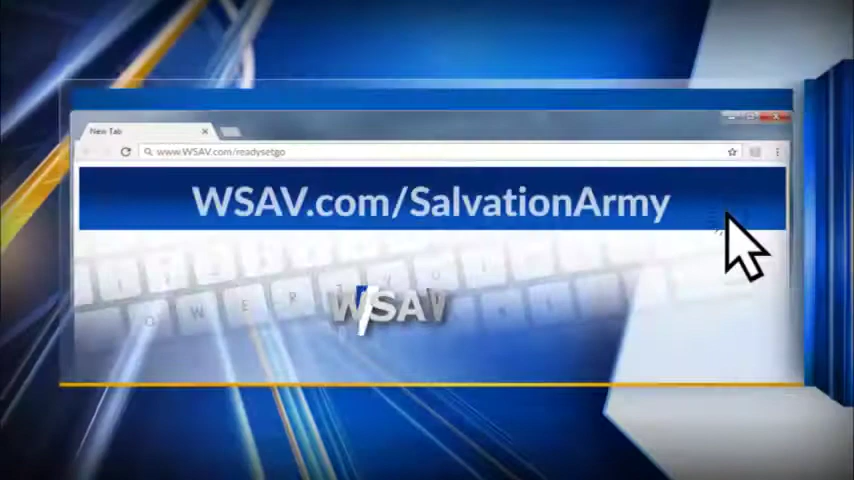 New Tab
www.WSAV.com/readysetgo
WSAV.com/SalvationArmy
Q W E R
WSAV